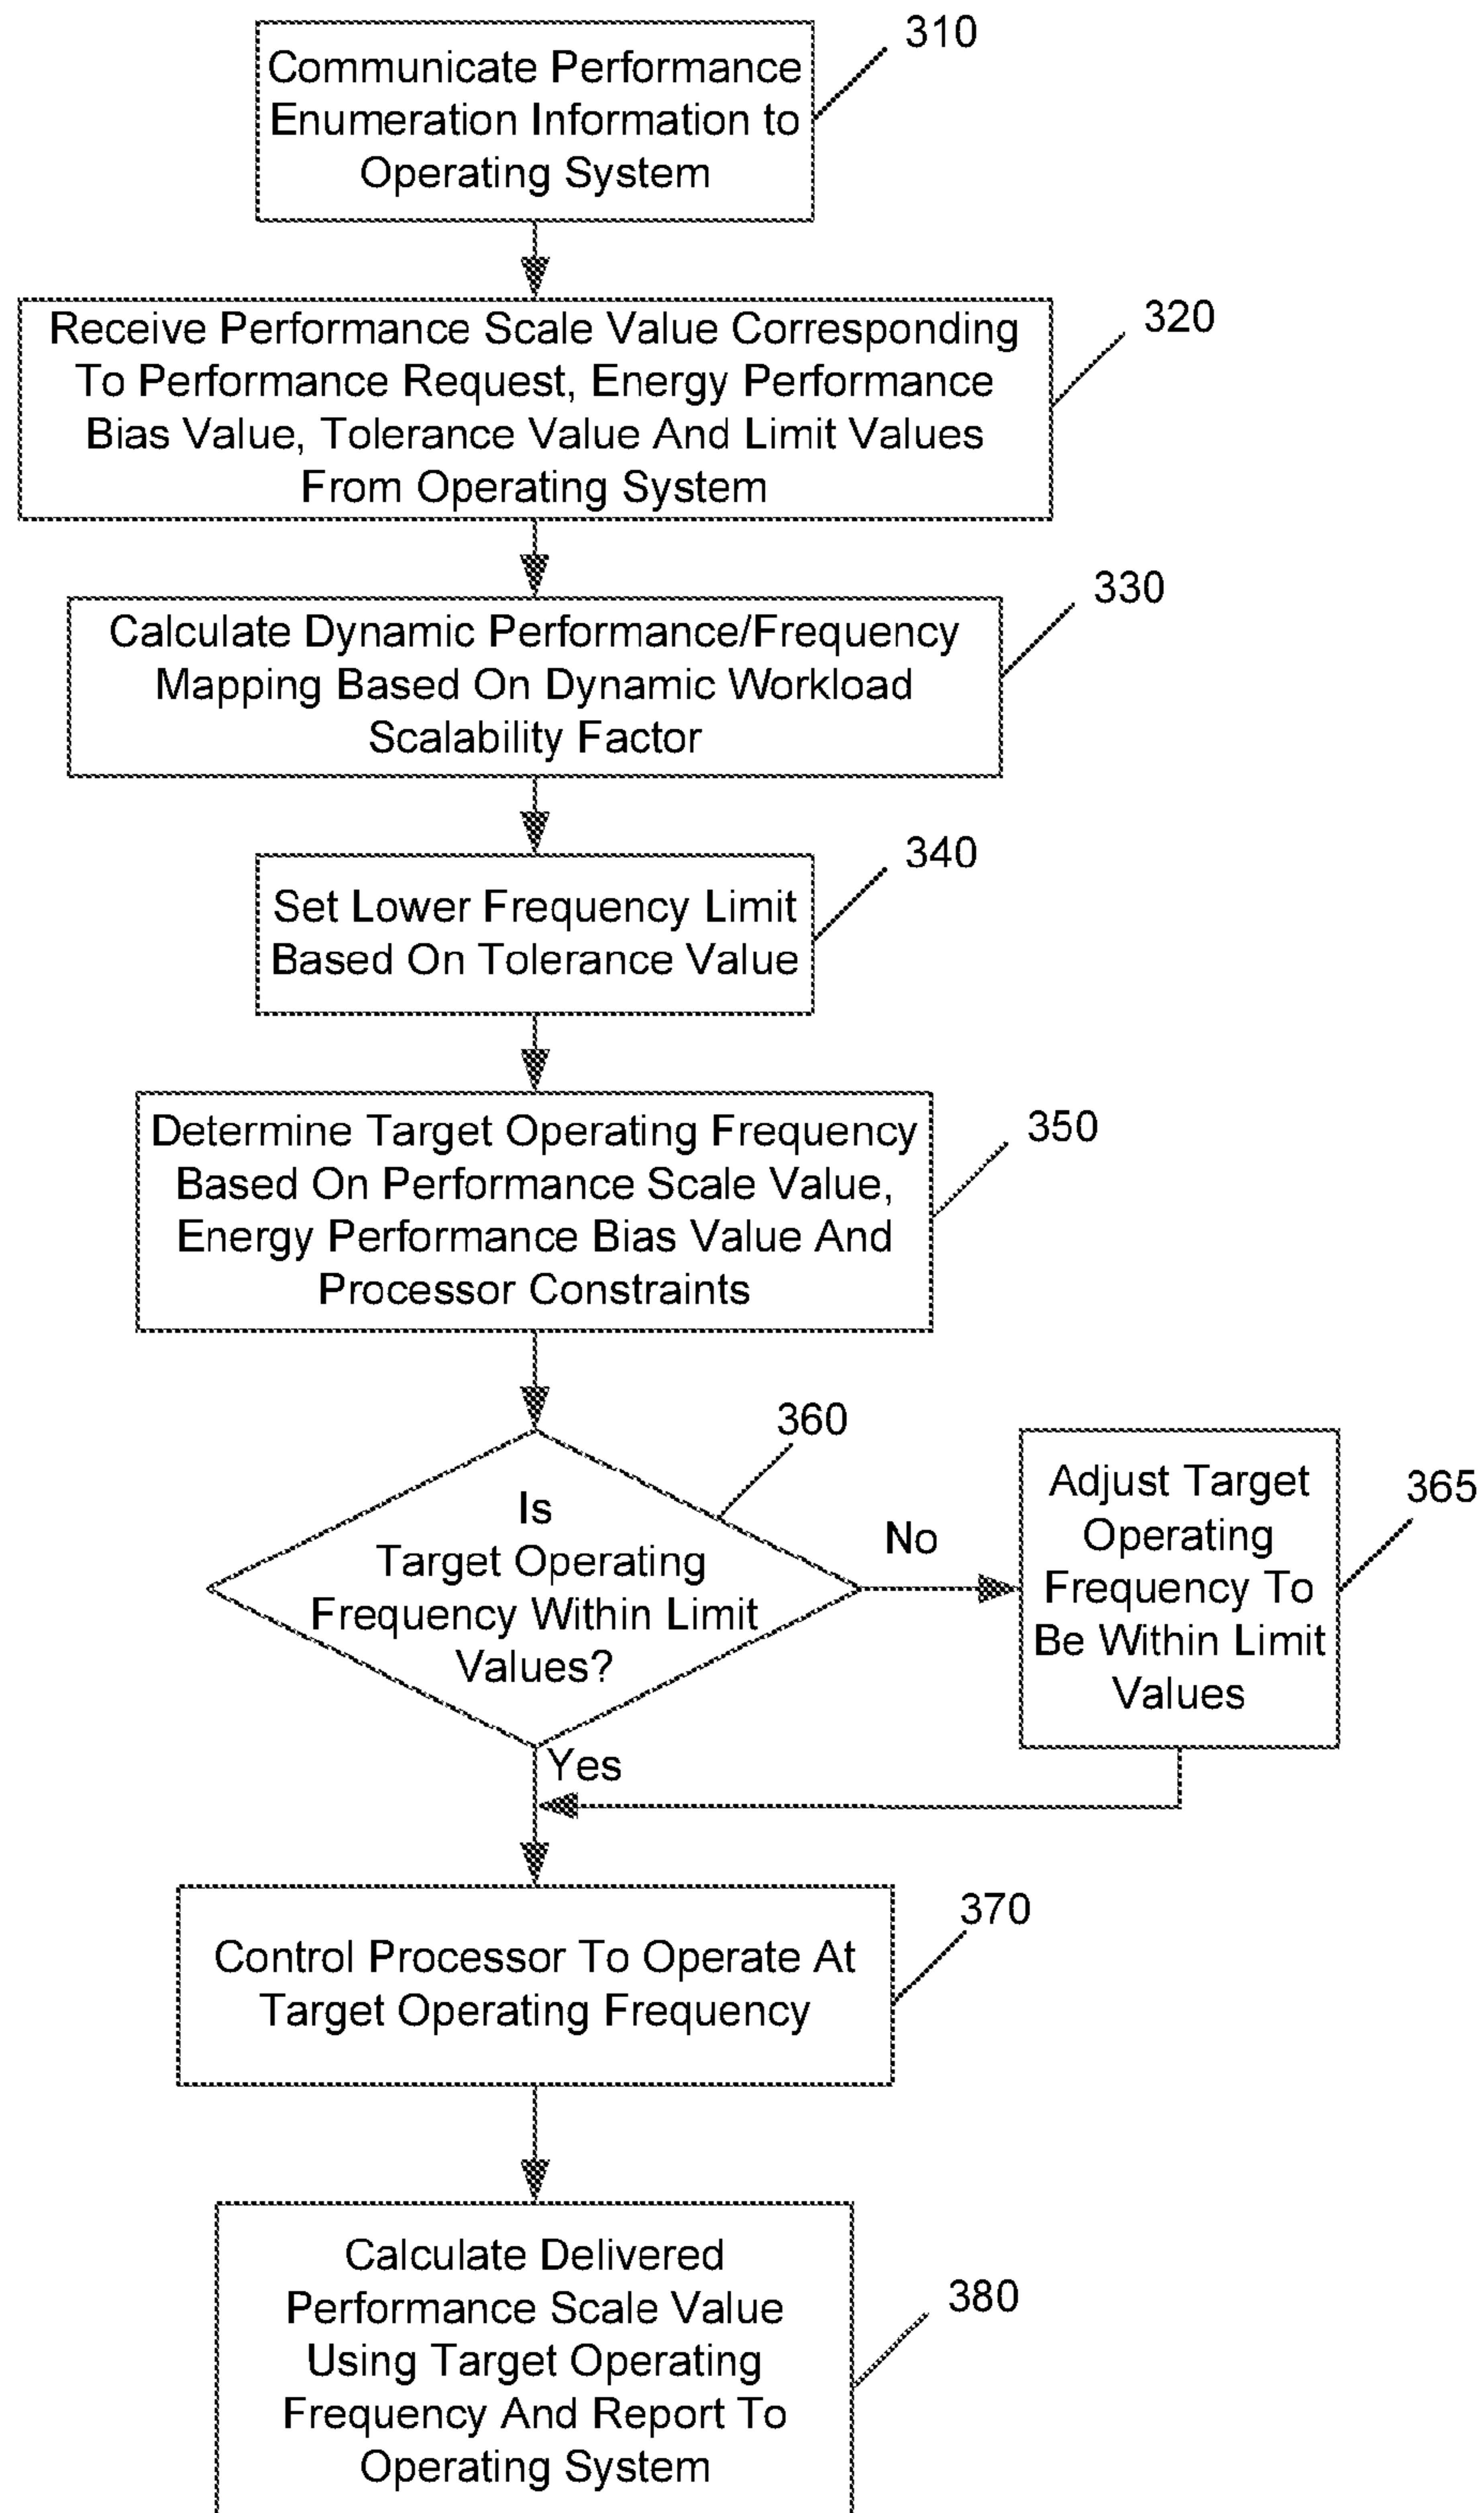 310
Communicate Performance
Enumeration Information to
Operating System
320
Receive Performance Scale Value Corresponding
To Performance Request, Energy Performance
Bias Value, Tolerance Value And Limit Values
From Operating System
330
Calculate Dynamic Performance/Frequency
Mapping Based On Dynamic Workload
Scalability Factor
340
Set Lower Frequency Limit
Based On Tolerance Value
350
Determine Target Operating Frequency
Based On Performance Scale Value,
Energy Performance Bias Value And
Processor Constraints
360
Is
Target Operating
Frequency Within Limit
Values?
No
365
Adjust Target
Operating
Frequency To
Be Within Limit
Values
Yes
370
Control Processor To Operate At
Target Operating Frequency
380
Calculate Delivered
Performance Scale Value
Using Target Operating
Frequency And Report To
Operating System